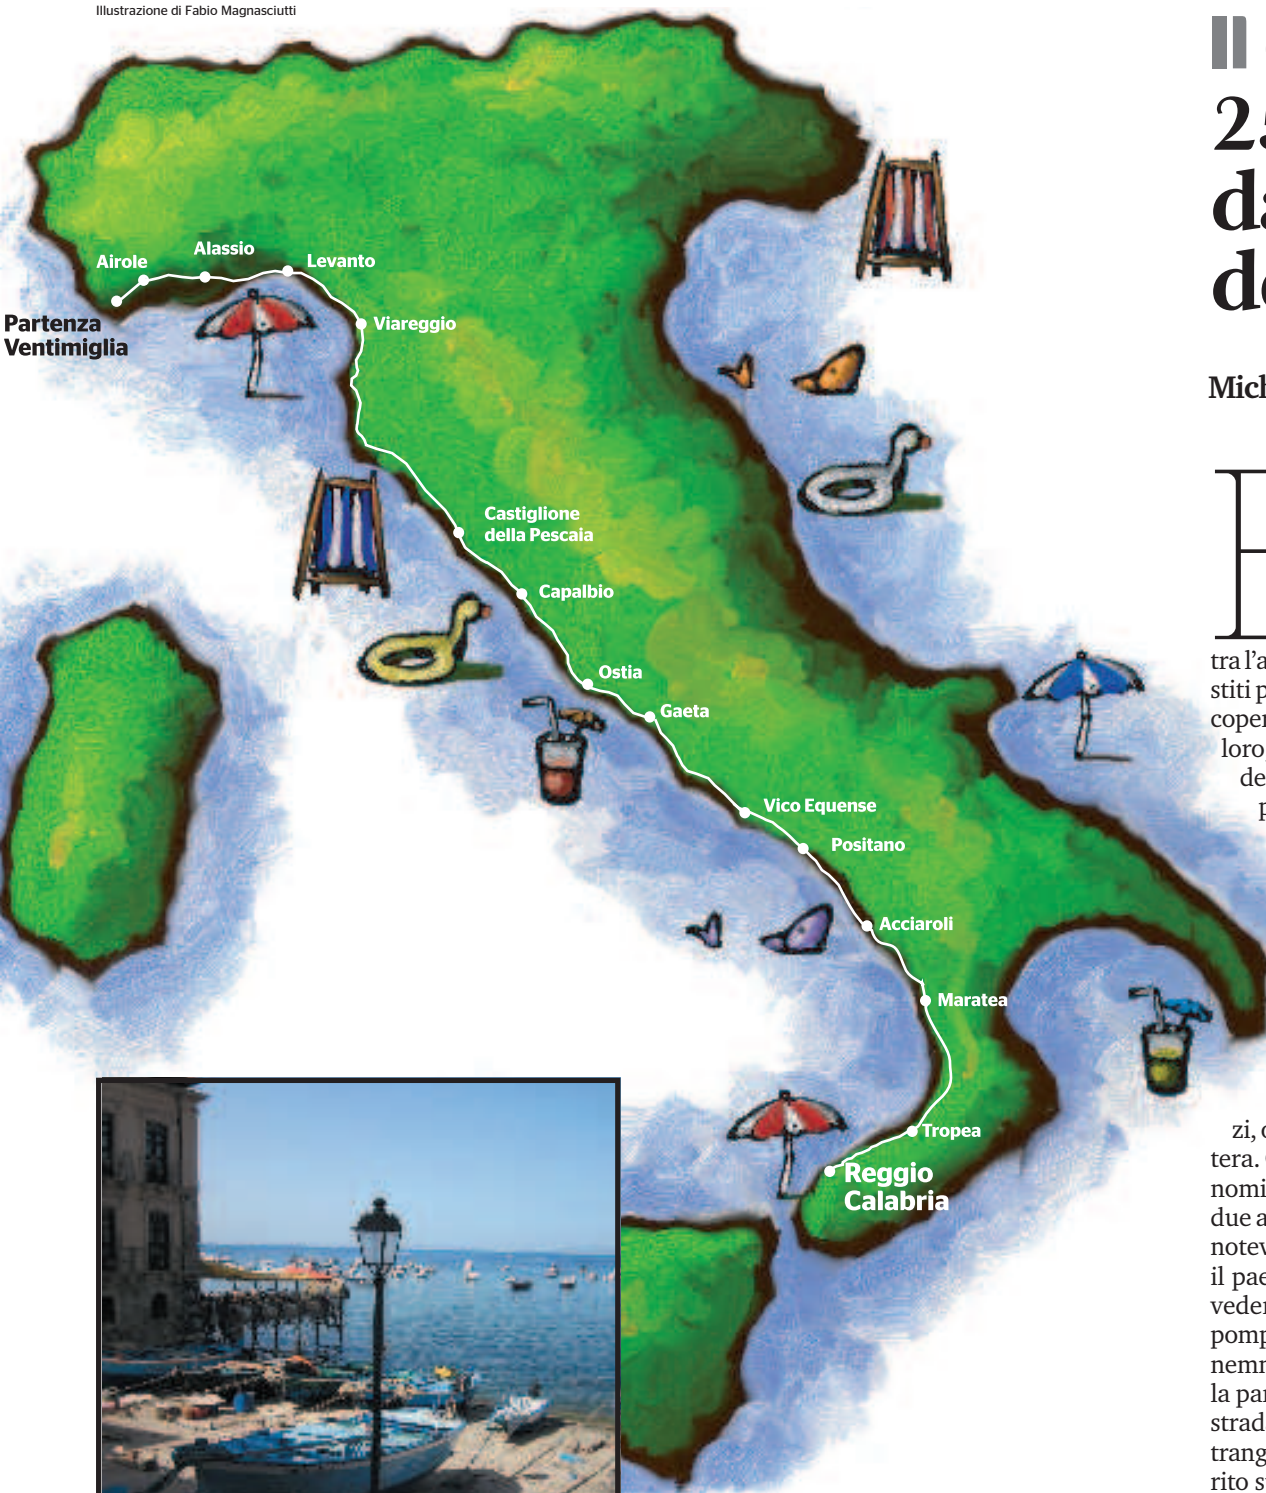 Illustrazione di Fabio Magnasciutti
Airole
Alassio
Levanto
Partenza
Ventimiglia
Viareggio
Castiglione
della Pescaia
Capalbio
Ostia
Gaeta
Vico Equense
Positano
Acciaroli
Maratea
Tropea
Reggio
Calabria
tra l'a
stiti p
coper
loro,
de
p
zi, c
tera.
nomi
due a
notev
il pae
veder
pomp
nemn
la par
strad
trang
rito s